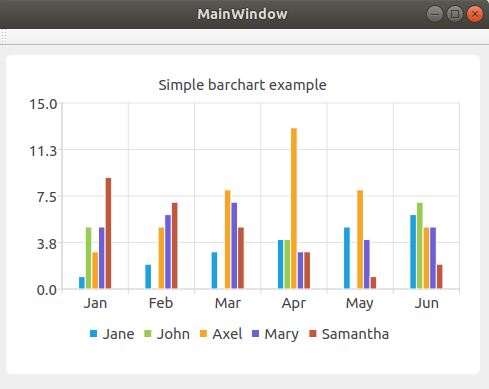 MainWindow
Simple barchart example
15.0
11.3
7.5
3.8
0.0
Jan Feb Mar Apr May Jun
Jane John Axel Mary Samantha